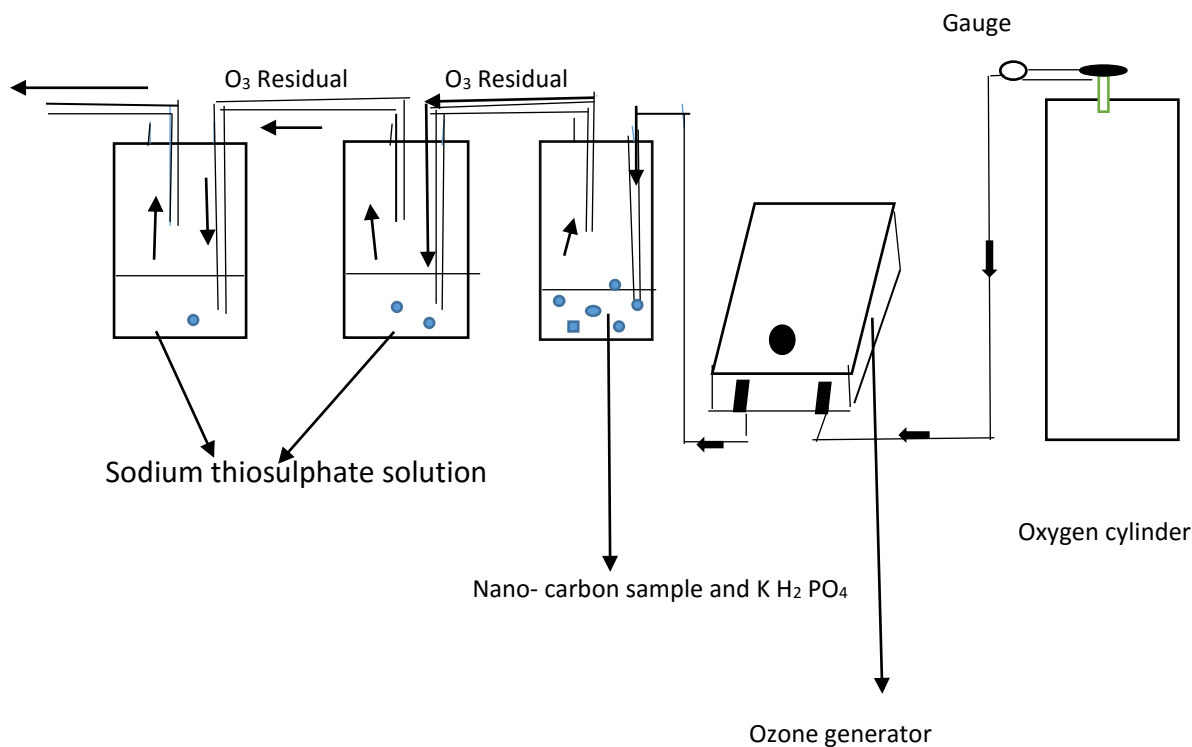 Gauge
O₃ Residual
O₃ Residual
Sodium thiosulphate solution
Oxygen cylinder
Nano- carbon sample and K H₂ PO₄
Ozone generator